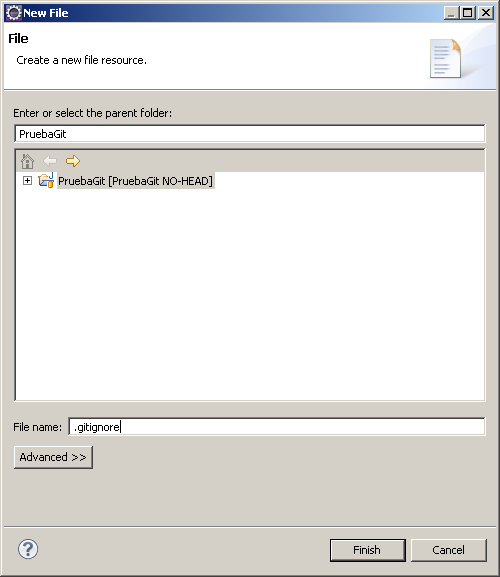 New File
File
Create a new file resource.
Enter or select the parent folder:
PruebaGit
PruebaGit [PruebaGit NO-HEAD]
File name: .gitignore
Advanced >>
Finish Cancel